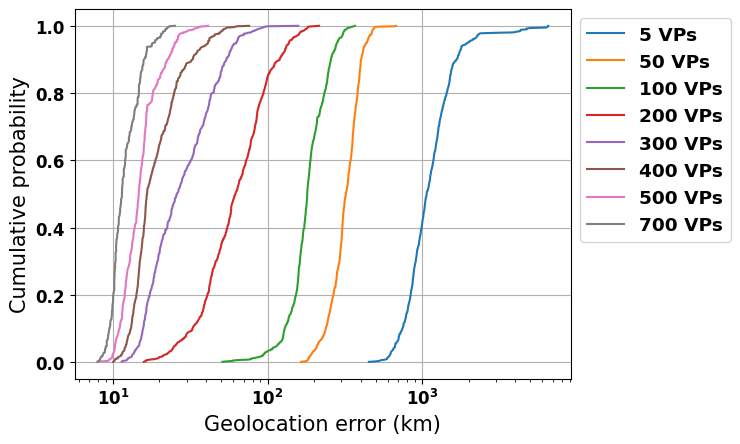 1.0
0.8
0.6
0.4
0.2
0.0
Cumulative probability
10¹
10²
10³
Geolocation error (km)
5 VPs
50 VPs
100 VPs
200 VPs
300 VPs
400 VPs
500 VPs
700 VPs